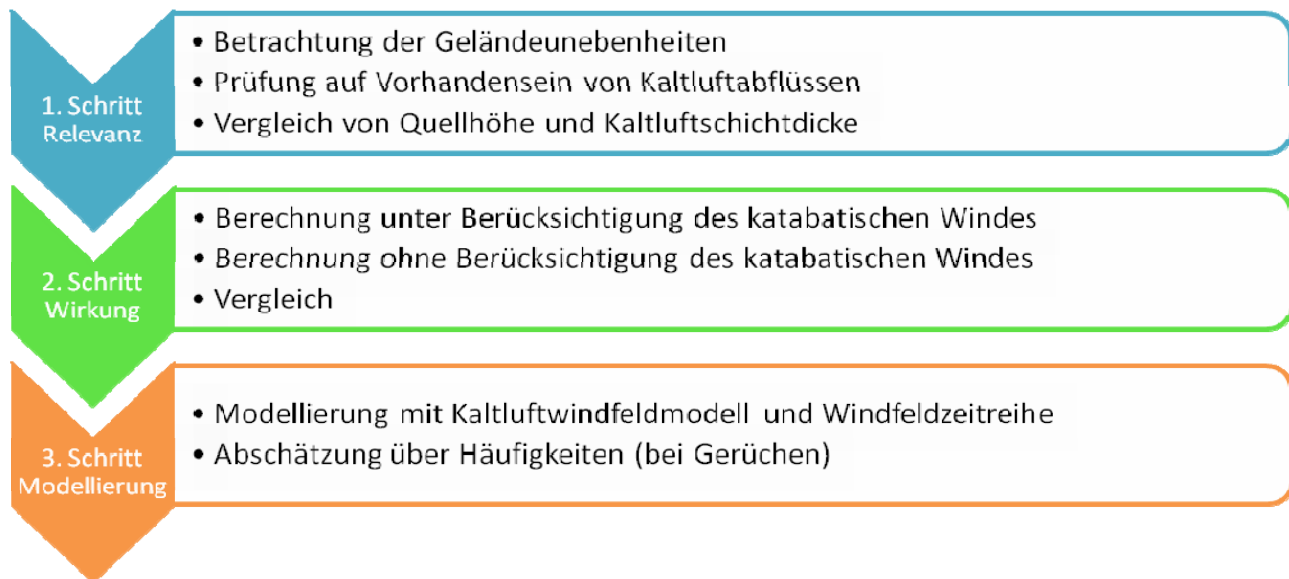 1. Schritt
Relevanz
• Betrachtung der Geländeunebenheiten
• Prüfung auf Vorhandensein von Kaltluftabflüssen
• Vergleich von Quellhöhe und Kaltluftschichtdicke
2. Schritt
Wirkung
• Berechnung unter Berücksichtigung des katabatischen Windes
• Berechnung ohne Berücksichtigung des katabatischen Windes
• Vergleich
3. Schritt
Modellierung
• Modellierung mit Kaltluftwindfeldmodell und Windfeldzeitreihe
• Abschätzung über Häufigkeiten (bei Gerüchen)